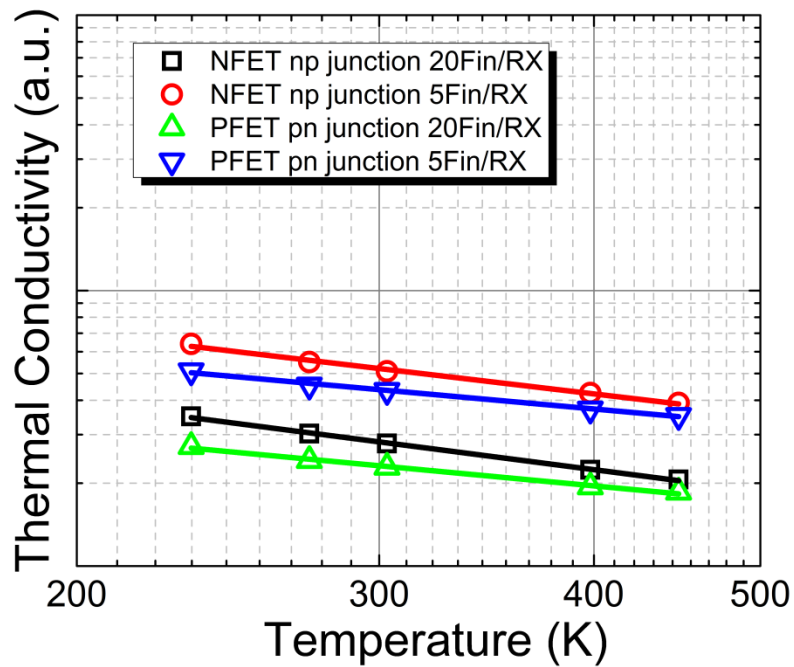 Thermal Conductivity (a.u.)
NFET np junction 20Fin/RX
NFET np junction 5Fin/RX
PFET pn junction 20Fin/RX
PFET pn junction 5Fin/RX
200 300 400 500
Temperature (K)